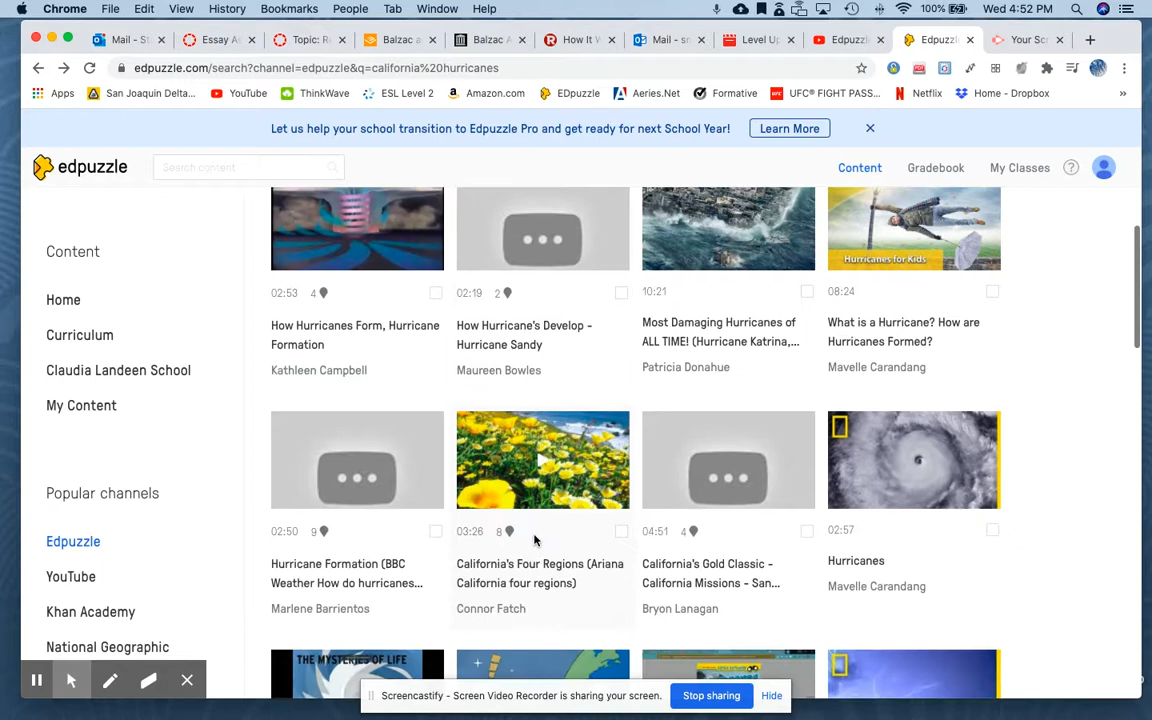 Chrome File Edit View History Bookmarks People Tab Window Help 100% Wed 4:52 PM
Mail - St Essay A Topic: R Balzac a Balzac A How It W Mail - sn Level Up Edpuzzle Edpuzzle Your Scr
edpuzzle.com/search?channel=edpuzzle&q=california%20hurricanes
Apps San Joaquin Delta... YouTube ThinkWave ESL Level 2 Amazon.com EDpuzzle Aeries.Net Formative UFC® FIGHT PASS... Netflix Home - Dropbox »
Let us help your school transition to Edpuzzle Pro and get ready for next School Year! Learn More
edpuzzle Search content Content Gradebook My Classes ?
Content
Home
Curriculum
Claudia Landeen School
My Content
Popular channels
Edpuzzle
YouTube
Khan Academy
National Geographic
Hurricanes for Kids
02:53 4 02:19 2 10:21 08:24
How Hurricanes Form, Hurricane
Formation
Kathleen Campbell
How Hurricane's Develop -
Hurricane Sandy
Maureen Bowles
Most Damaging Hurricanes of
ALL TIME! (Hurricane Katrina,...
Patricia Donahue
What is a Hurricane? How are
Hurricanes Formed?
Mavelle Carandang
02:50 9 03:26 8 04:51 4 02:57
Hurricane Formation (BBC
Weather How do hurricanes...
Marlene Barrientos
California's Four Regions (Ariana
California four regions)
Connor Fatch
California's Gold Classic -
California Missions - San...
Bryon Lanagan
Hurricanes
Mavelle Carandang
THE MYSTERIES OF LIFE
Screencastify - Screen Video Recorder is sharing your screen. Stop sharing Hide